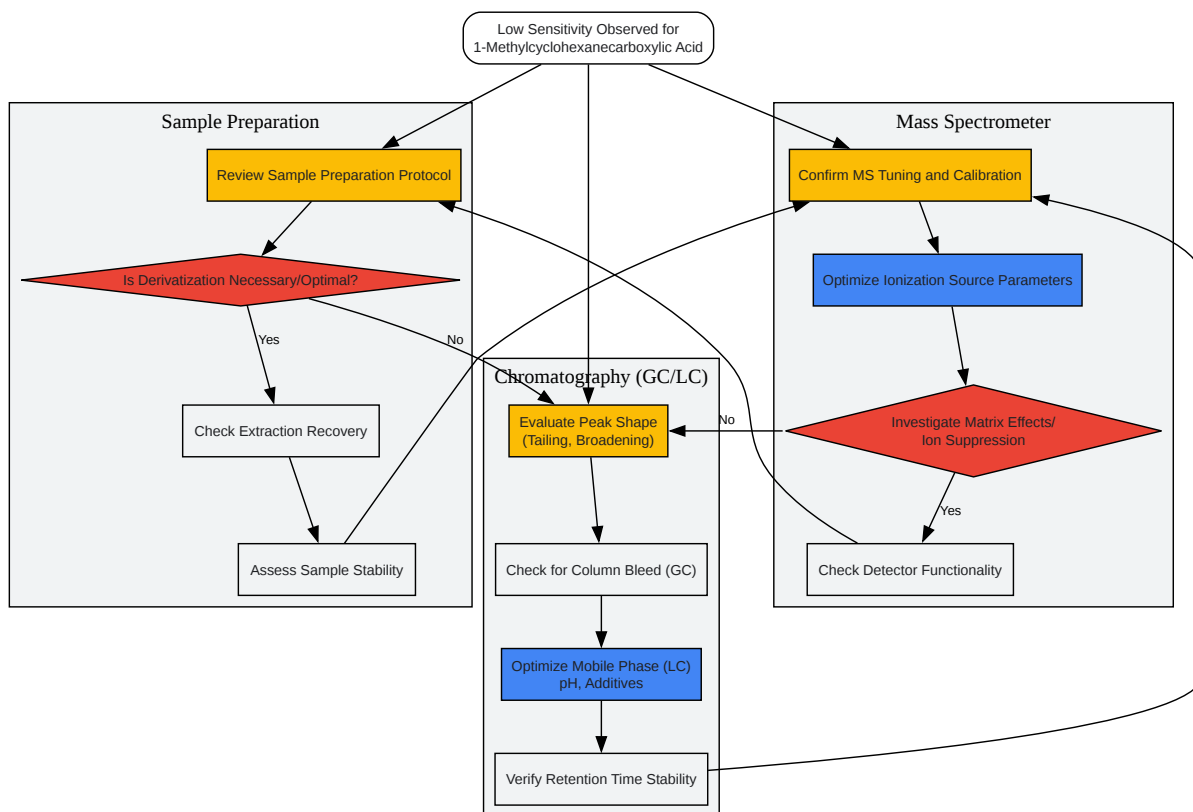 Low Sensitivity Observed for
1-Methylcyclohexanecarboxylic Acid
Sample Preparation
Review Sample Preparation Protocol
Is Derivatization Necessary/Optimal?
Yes
No
Check Extraction Recovery
Assess Sample Stability
Chromatography (GC/LC)
Evaluate Peak Shape
(Tailing, Broadening)
Check for Column Bleed (GC)
Optimize Mobile Phase (LC)
pH, Additives
Verify Retention Time Stability
Mass Spectrometer
Confirm MS Tuning and Calibration
Optimize Ionization Source Parameters
Investigate Matrix Effects/
Ion Suppression
No
Yes
Check Detector Functionality